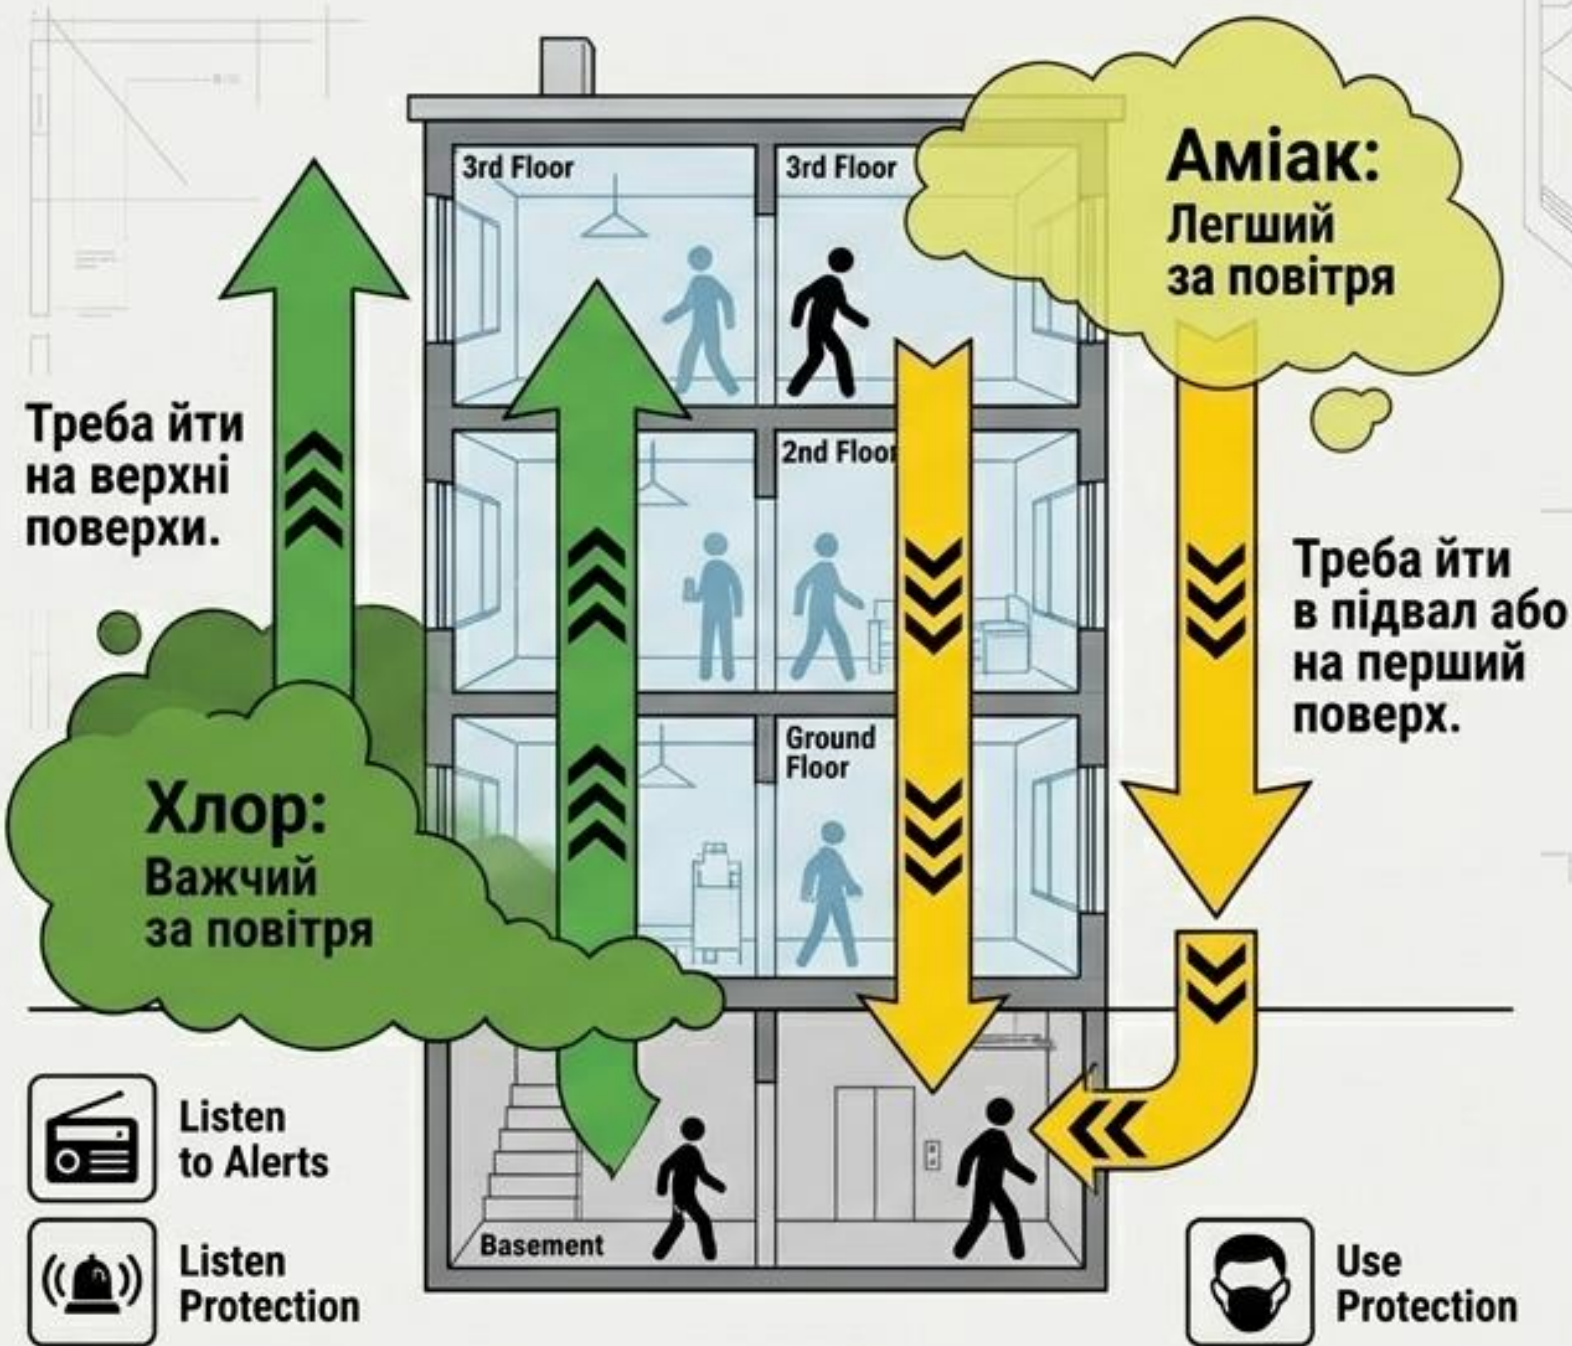 3rd Floor
3rd Floor
Аміак:
Легший
за повітря
Треба йти
на верхні
поверхи.
2nd Floor
Треба йти
в підвал або
на перший
поверх.
Ground
Floor
Хлор:
Важчий
за повітря
Listen
to Alerts
Basement
Listen
Protection
Use
Protection